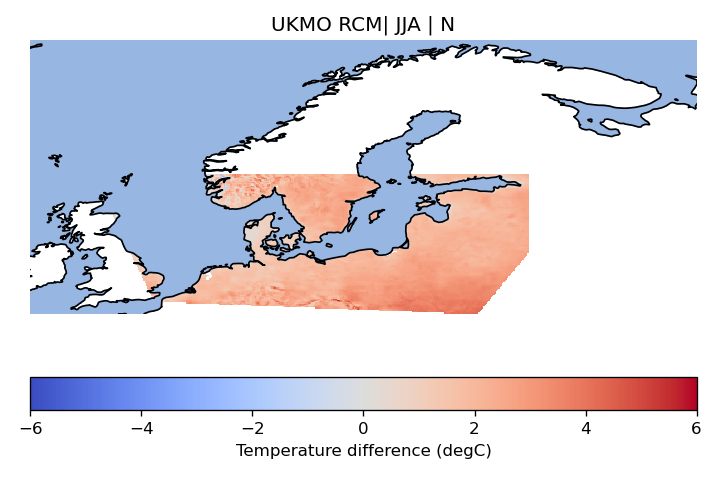 UKMO RCM| JJA | N
−6 −4 −2 0 2 4 6
Temperature difference (degC)